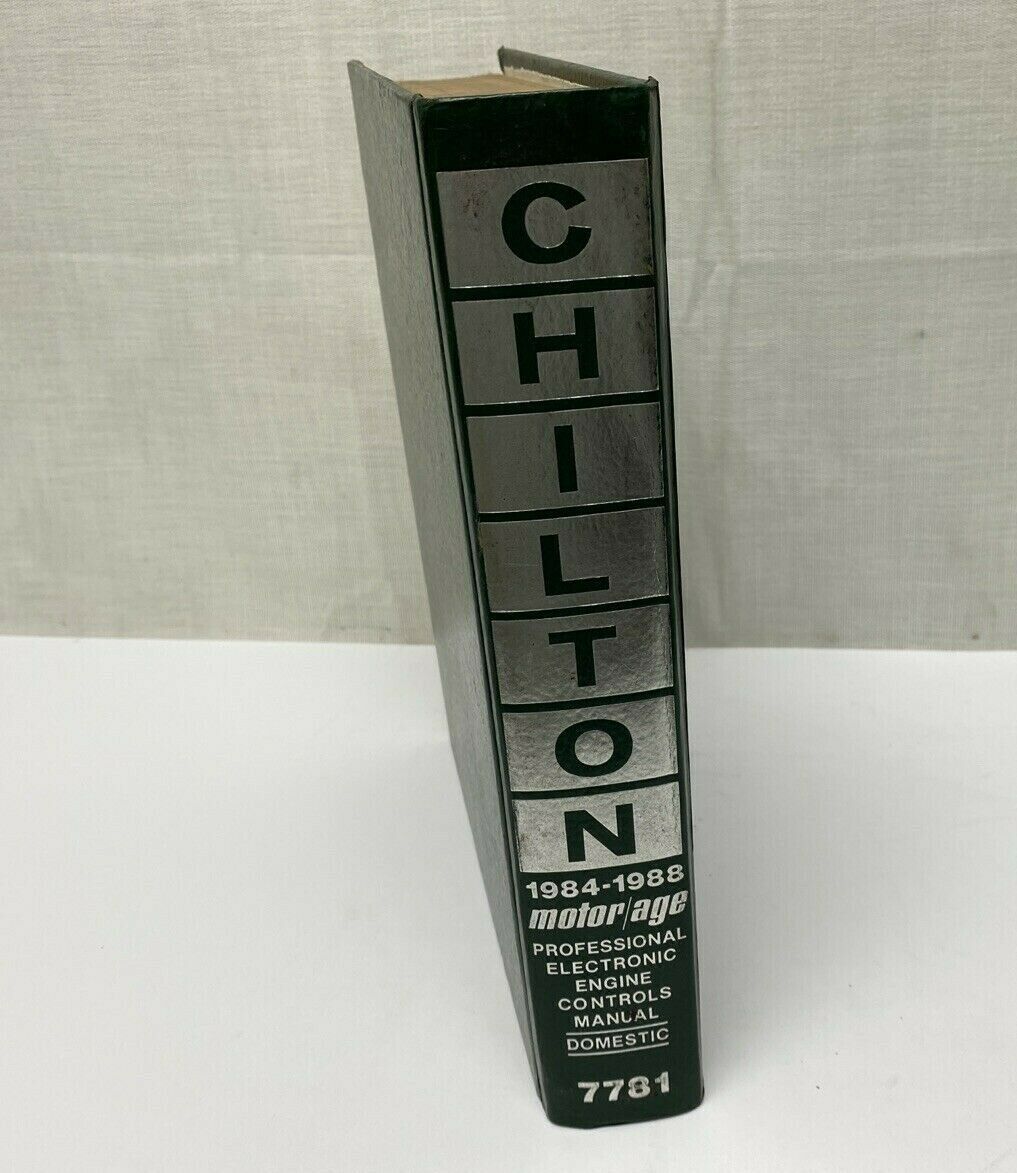 C
H
I
L
T
O
N
1984-1988
motor/age
PROFESSIONAL
ELECTRONIC
ENGINE
CONTROLS
MANUAL
DOMESTIC
7781